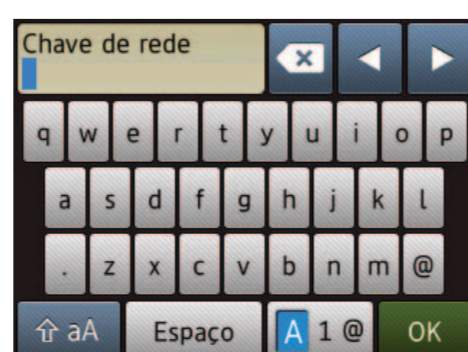 Chave de rede
q w e r t y u i o p
a s d f g h j k l
. z x c v b n m @
aA Espaço A 1 @ OK